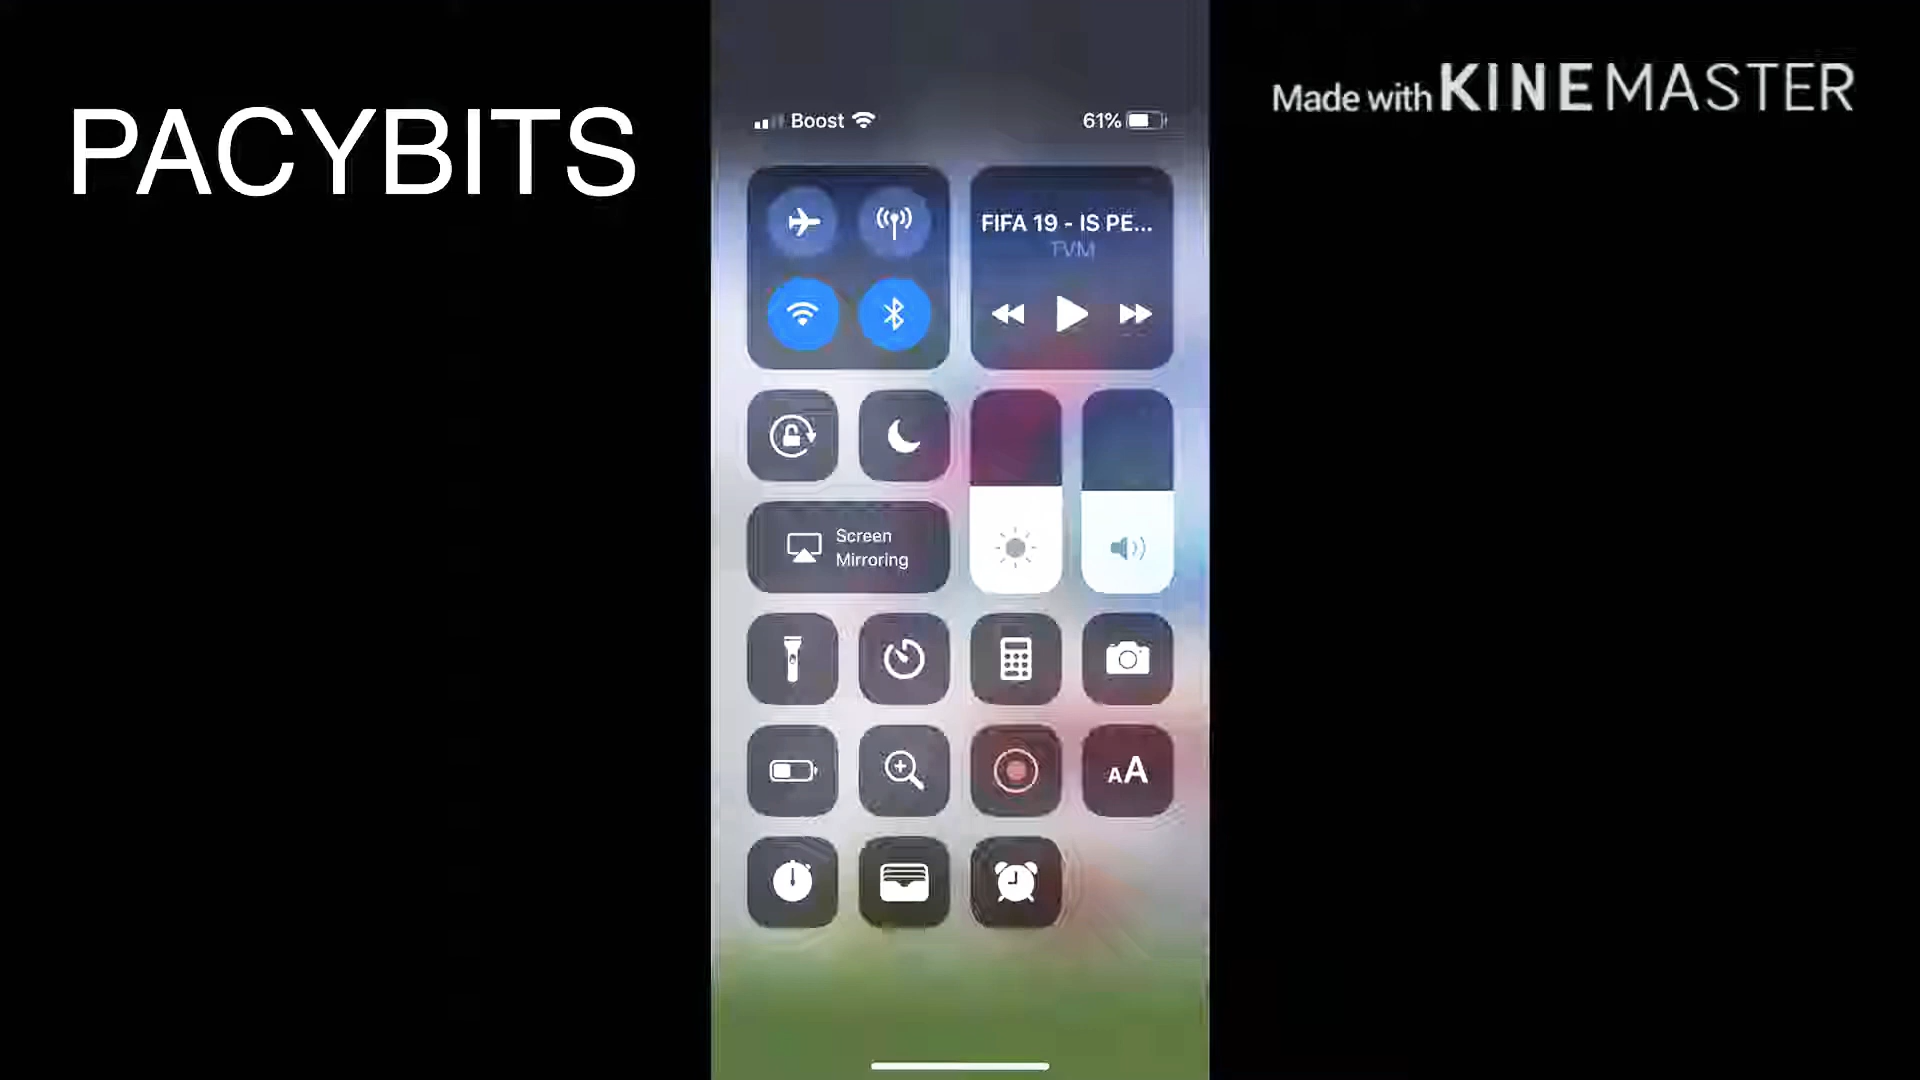 PACYBITS
Made with KINEMASTER
Boost
61%
FIFA 19 - IS PE...
TVM
Screen
Mirroring
AA